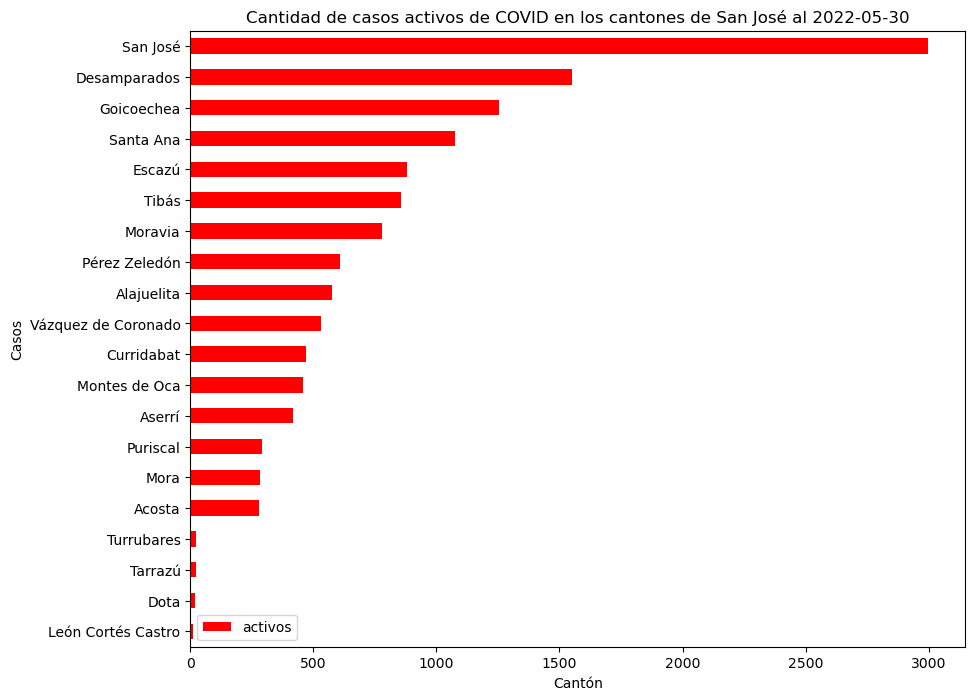 Cantidad de casos activos de COVID en los cantones de San José al 2022-05-30
San José
Desamparados
Goicoechea
Santa Ana
Escazú
Tibás
Moravia
Pérez Zeledón
Alajuelita
Vázquez de Coronado
Curridabat
Montes de Oca
Aserrí
Puriscal
Mora
Acosta
Turrubares
Tarrazú
Dota
León Cortés Castro
Casos
activos
0 500 1000 1500 2000 2500 3000
Cantón